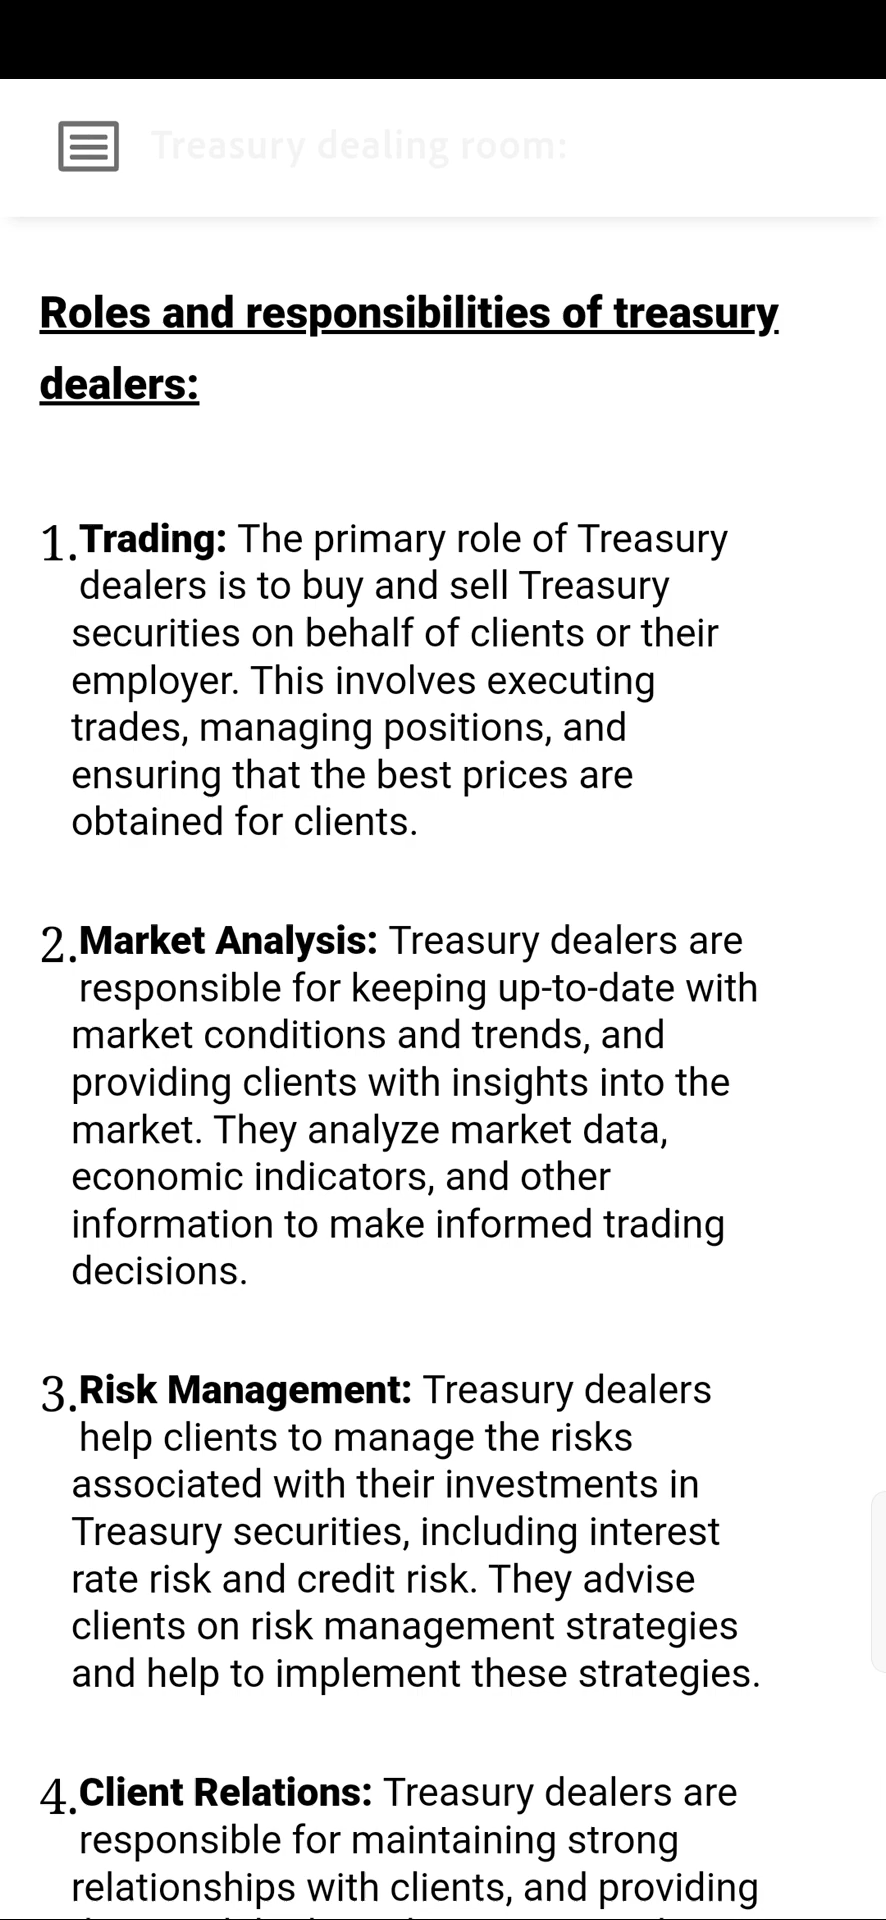 Treasury dealing room:
Roles and responsibilities of treasury
dealers:
1. Trading: The primary role of Treasury
dealers is to buy and sell Treasury
securities on behalf of clients or their
employer. This involves executing
trades, managing positions, and
ensuring that the best prices are
obtained for clients.
2. Market Analysis: Treasury dealers are
responsible for keeping up-to-date with
market conditions and trends, and
providing clients with insights into the
market. They analyze market data,
economic indicators, and other
information to make informed trading
decisions.
3. Risk Management: Treasury dealers
help clients to manage the risks
associated with their investments in
Treasury securities, including interest
rate risk and credit risk. They advise
clients on risk management strategies
and help to implement these strategies.
4. Client Relations: Treasury dealers are
responsible for maintaining strong
relationships with clients, and providing